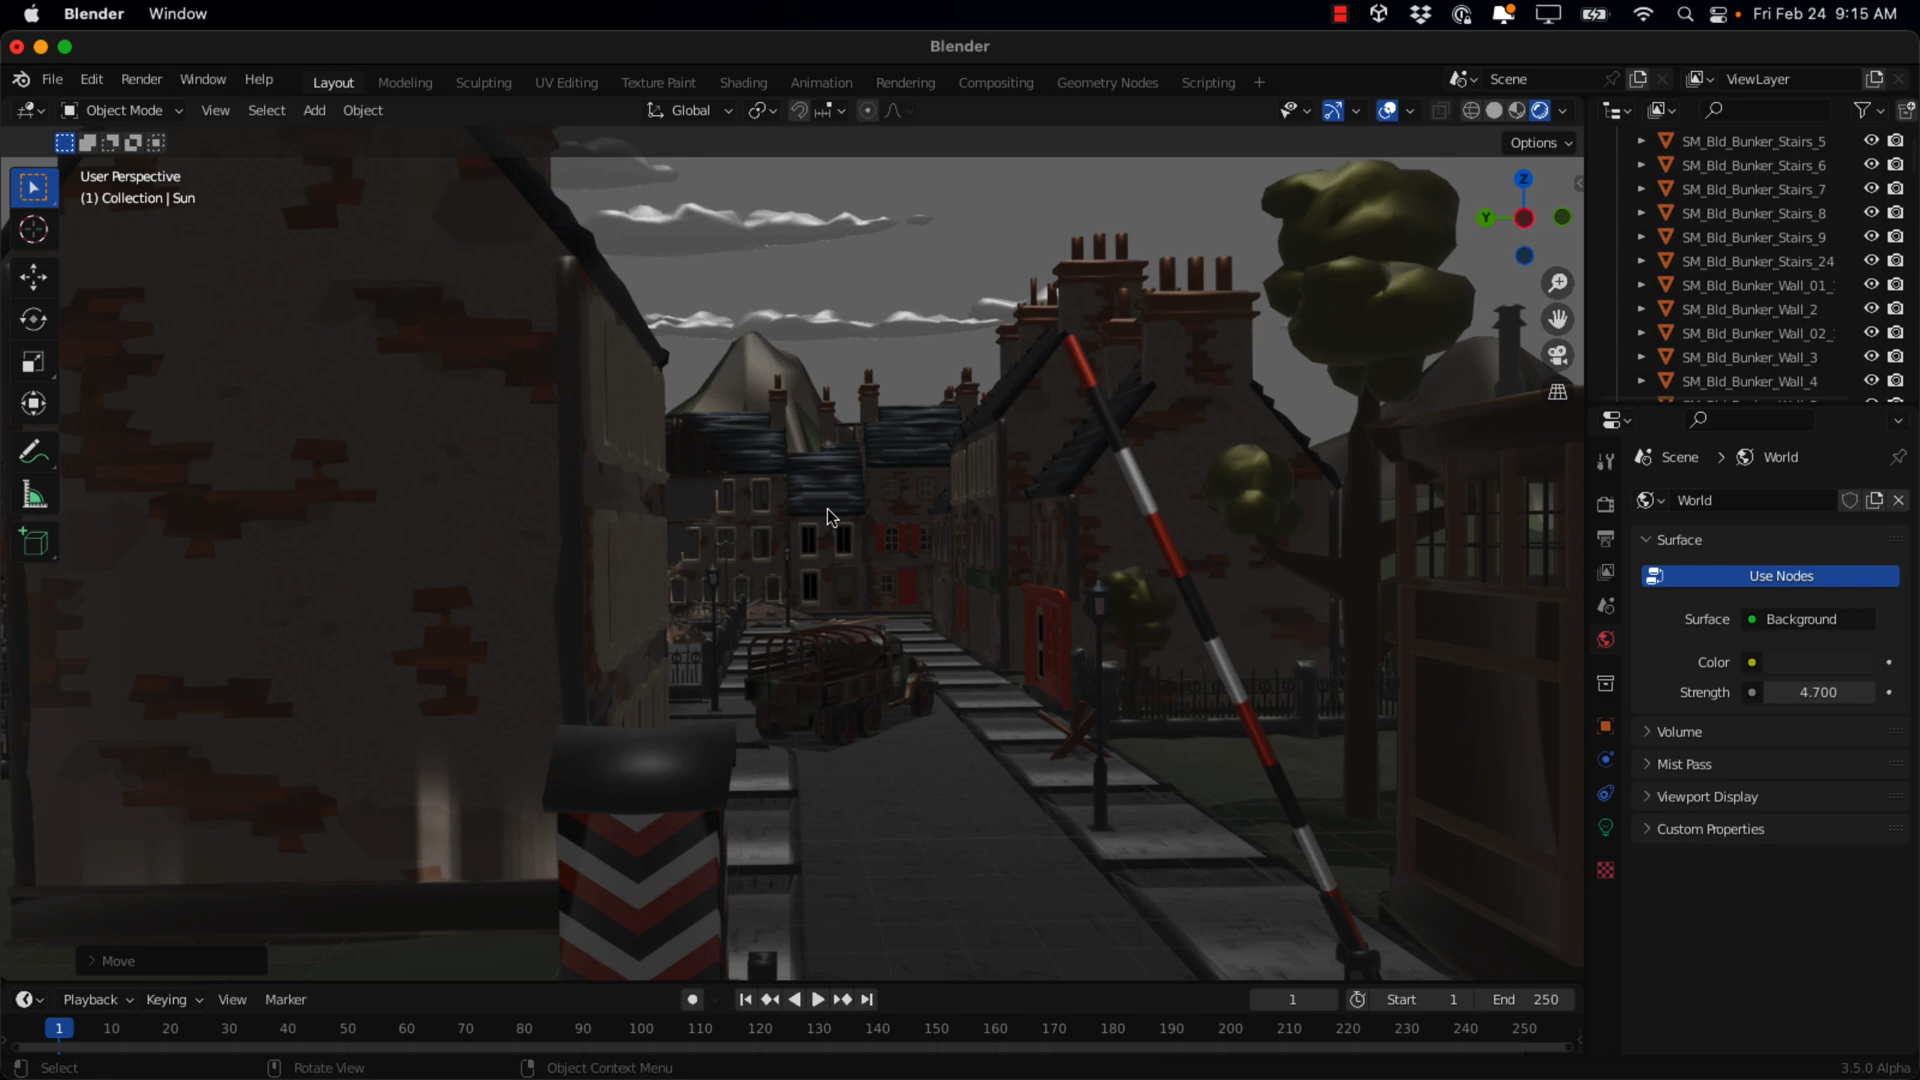 Blender Window Fri Feb 24 9:15 AM
Blender
File Edit Render Window Help Layout Modeling Sculpting UV Editing Texture Paint Shading Animation Rendering Compositing Geometry Nodes Scripting + Scene ViewLayer
Object Mode View Select Add Object Global
Options
User Perspective
(1) Collection | Sun
Z
Y
SM_Bld_Bunker_Stairs_5
SM_Bld_Bunker_Stairs_6
SM_Bld_Bunker_Stairs_7
SM_Bld_Bunker_Stairs_8
SM_Bld_Bunker_Stairs_9
SM_Bld_Bunker_Stairs_24
SM_Bld_Bunker_Wall_01_
SM_Bld_Bunker_Wall_2
SM_Bld_Bunker_Wall_02_
SM_Bld_Bunker_Wall_3
SM_Bld_Bunker_Wall_4
Scene > World
World
Surface
Use Nodes
Surface Background
Color
Strength 4.700
Volume
Mist Pass
Viewport Display
Custom Properties
Move
Playback Keying View Marker 1 Start 1 End 250
1 10 20 30 40 50 60 70 80 90 100 110 120 130 140 150 160 170 180 190 200 210 220 230 240 250
Select Rotate View Object Context Menu 3.5.0 Alpha